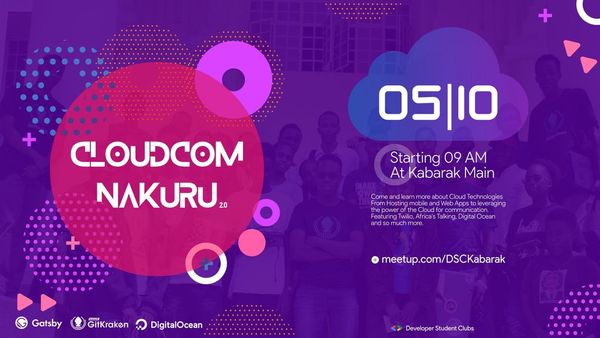 CLOUDCOM
NAKURU 2.0
05|10
Starting 09 AM
At Kabarak Main
Come and learn more about Cloud Technologies
From Hosting mobile and Web Apps to leveraging
the power of the Cloud for communication.
Featuring Twilio, Africa's Talking, Digital Ocean
and so much more.
meetup.com/DSCKabarak
Gatsby
GitKraken
DigitalOcean
Developer Student Clubs